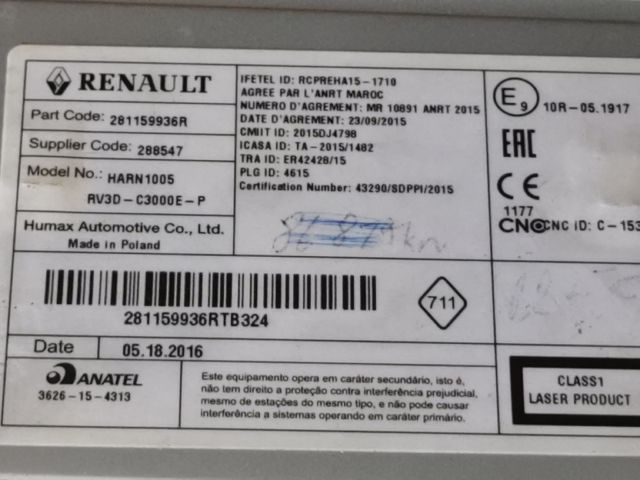 RENAULT
Part Code: 281159936R
Supplier Code: 288547
Model No.: HARN1005
RV3D-C3000E-P
Humax Automotive Co., Ltd.
Made in Poland
IFETEL ID: RCPREHA15-1710
AGREE PAR L'ANRT MAROC
NUMERO D'AGREMENT: MR 10891 ANRT 2015
DATE D'AGREMENT: 23/09/2015
CMIIT ID: 2015DJ4798
ICASA ID: TA-2015/1482
TRA ID: ER42428/15
PLG ID: 4615
Certification Number: 43290/SDPPI/2015
E9 10R-05.1917
EAC
CE
1177
CNC CNC ID: C-153
281159936RTB324
711
Date 05.18.2016
ANATEL
3626-15-4313
Este equipamento opera em caráter secundário, isto é,
não tem direito a proteção contra interferência prejudicial,
mesmo de estações do mesmo tipo, e não pode causar
interferência a sistemas operando em caráter primário.
CLASS1
LASER PRODUCT